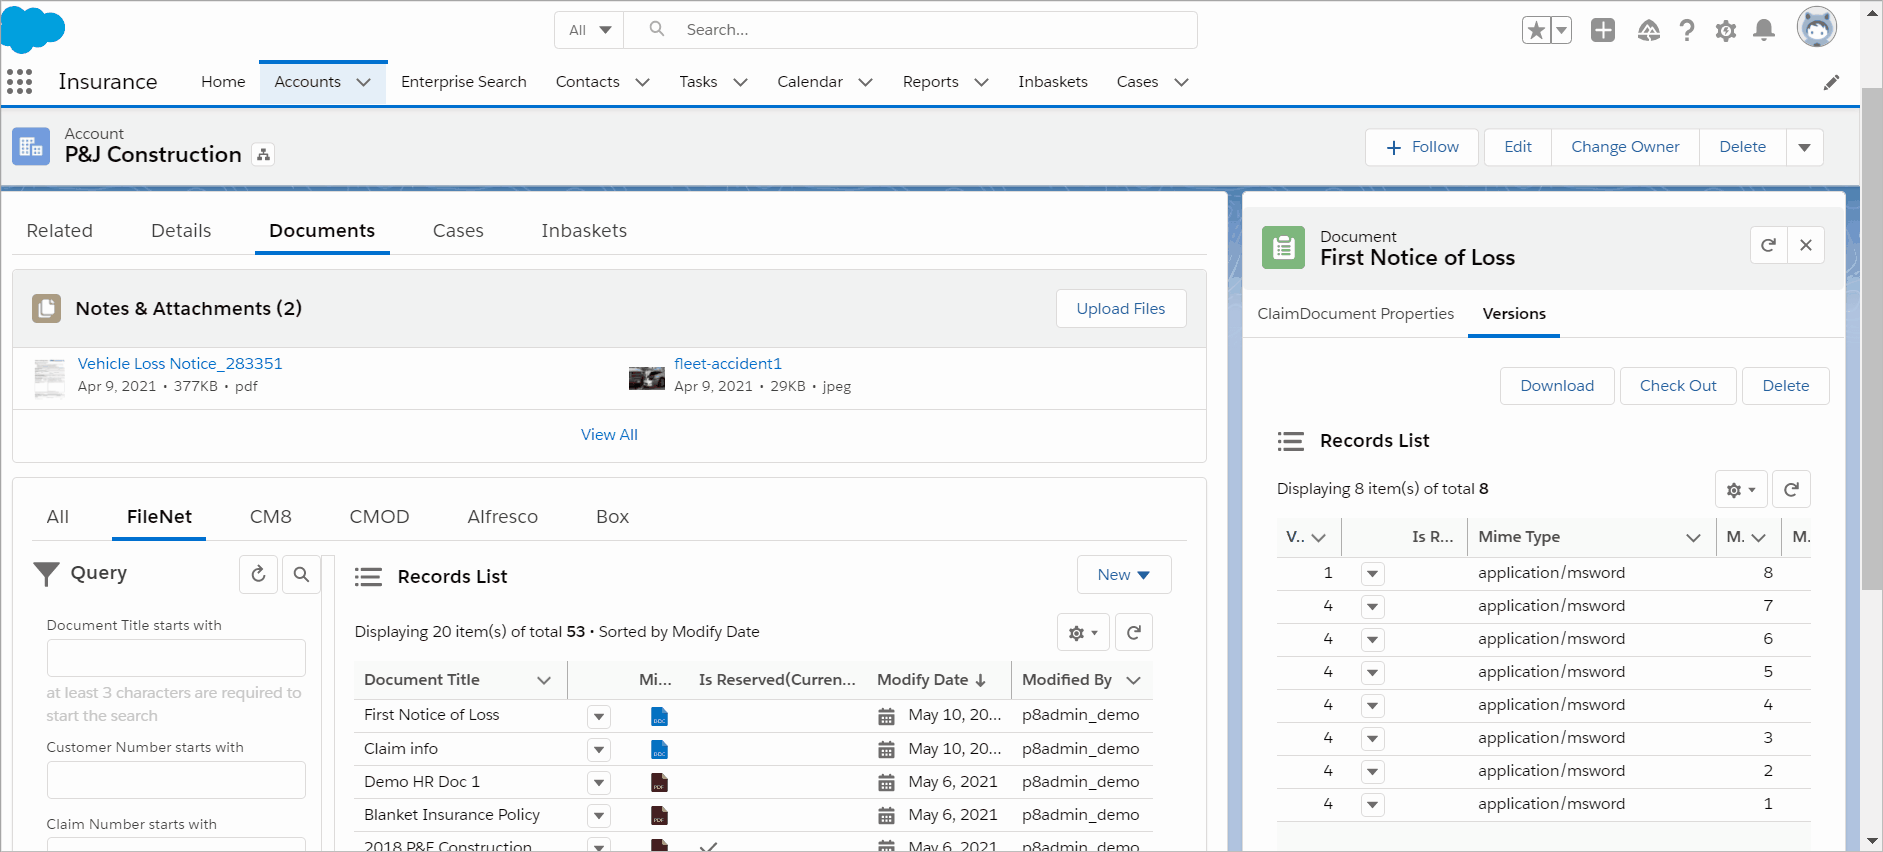 All
Search...
Insurance
Home
Accounts
Enterprise Search
Contacts
Tasks
Calendar
Reports
Inbaskets
Cases
Account
P&J Construction
Follow
Edit
Change Owner
Delete
Related
Details
Documents
Cases
Inbaskets
Notes & Attachments (2)
Upload Files
Vehicle Loss Notice_283351
Apr 9, 2021 • 377KB • pdf
fleet-accident1
Apr 9, 2021 • 29KB • jpeg
View All
All
FileNet
CM8
CMOD
Alfresco
Box
Query
Document Title starts with
at least 3 characters are required to
start the search
Customer Number starts with
Claim Number starts with
Records List
New
Displaying 20 item(s) of total 53 • Sorted by Modify Date
Document Title Mi... Is Reserved(Curren... Modify Date Modified By
First Notice of Loss DOC May 10, 20... p8admin_demo
Claim info DOC May 10, 20... p8admin_demo
Demo HR Doc 1 PDF May 6, 2021 p8admin_demo
Blanket Insurance Policy PDF May 6, 2021 p8admin_demo
2018 P&F Construction May 6, 2021 p8admin_demo
Document
First Notice of Loss
ClaimDocument Properties
Versions
Download
Check Out
Delete
Records List
Displaying 8 item(s) of total 8
V.. Is R... Mime Type M. M.
1 application/msword 8
4 application/msword 7
4 application/msword 6
4 application/msword 5
4 application/msword 4
4 application/msword 3
4 application/msword 2
4 application/msword 1